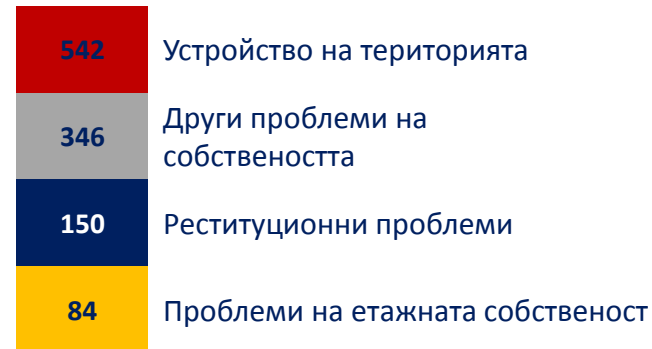 542 Устройство на територията
346 Други проблеми на
собствеността
150 Реституционни проблеми
84 Проблеми на етажната собственост